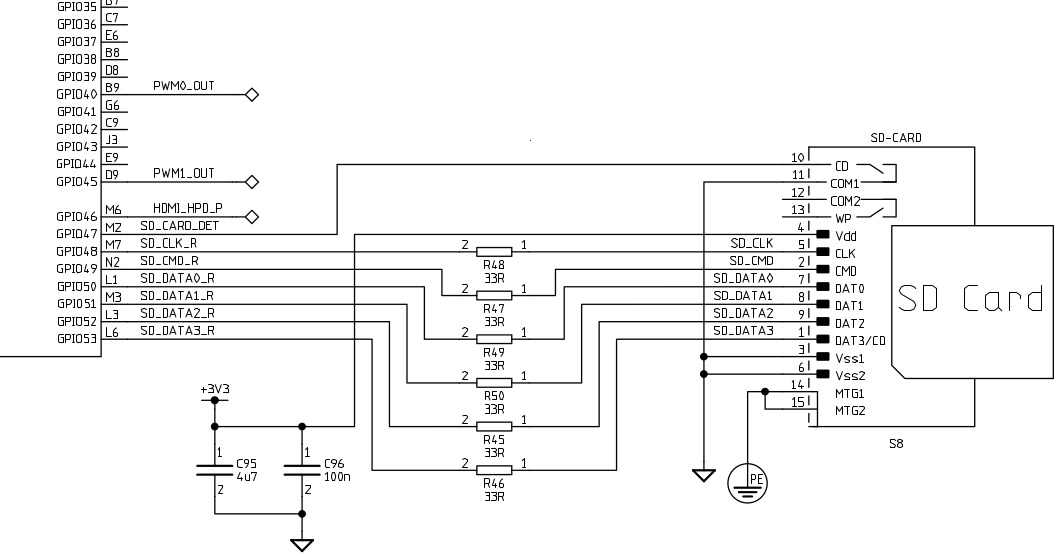 GPIO35 B7
GPIO36 C7
GPIO37 E6
GPIO38 B8
GPIO39 D8
GPIO40 B9 PWM0_OUT
GPIO41 G6
GPIO42 C9
GPIO43 J3
GPIO44 E9
GPIO45 D9 PWM1_OUT
GPIO46 M6 HDMI_HPD_P
GPIO47 M2 SD_CARD_DET
GPIO48 M7 SD_CLK_R
GPIO49 N2 SD_CMD_R
GPIO50 L1 SD_DATA0_R
GPIO51 M3 SD_DATA1_R
GPIO52 L3 SD_DATA2_R
GPIO53 L6 SD_DATA3_R
2 1
R48
33R
2 1
R47
33R
2 1
R49
33R
2 1
R50
33R
2 1
R45
33R
2 1
R46
33R
SD_CLK
SD_CMD
SD_DATA0
SD_DATA1
SD_DATA2
SD_DATA3
SD-CARD
10 CD
11 COM1
12 COM2
13 WP
4 Vdd
5 CLK
2 CMD
7 DAT0
8 DAT1
9 DAT2
1 DAT3/CD
3 Vss1
6 Vss2
14 MTG1
15 MTG2
SD Card
S8
PE
+3V3
1
C95
4u7
2
1
C96
100n
2